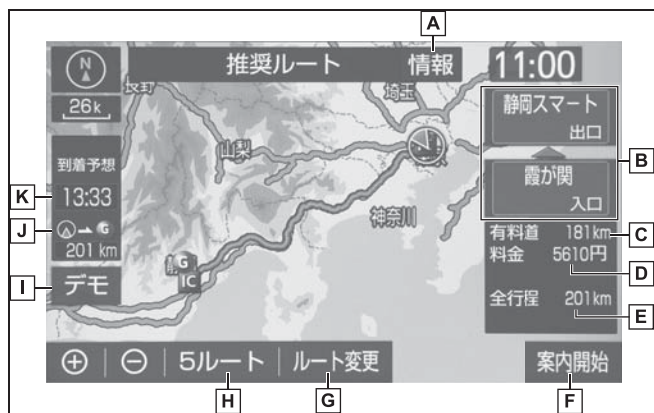 A
N
推奨ルート 情報
11:00
長野
埼玉
26k
静岡スマート
出口
山梨
B
到着予想
霞が関
入口
K
13:33
神奈川
J
G
201 km
有料道 181km
C
料金 5610円
D
G
IC
I
デモ
全行程 201km
E
⊕ ⊖ 5ルート ルート変更
案内開始
H
G
F